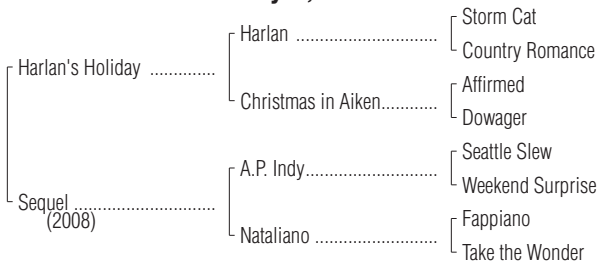 Storm Cat
Harlan ..............................
Country Romance
Harlan's Holiday ..............
Affirmed
Christmas in Aiken............
Dowager
Seattle Slew
A.P. Indy............................
Weekend Surprise
Sequel ..............................
(2008)
Fappiano
Nataliano ..........................
Take the Wonder